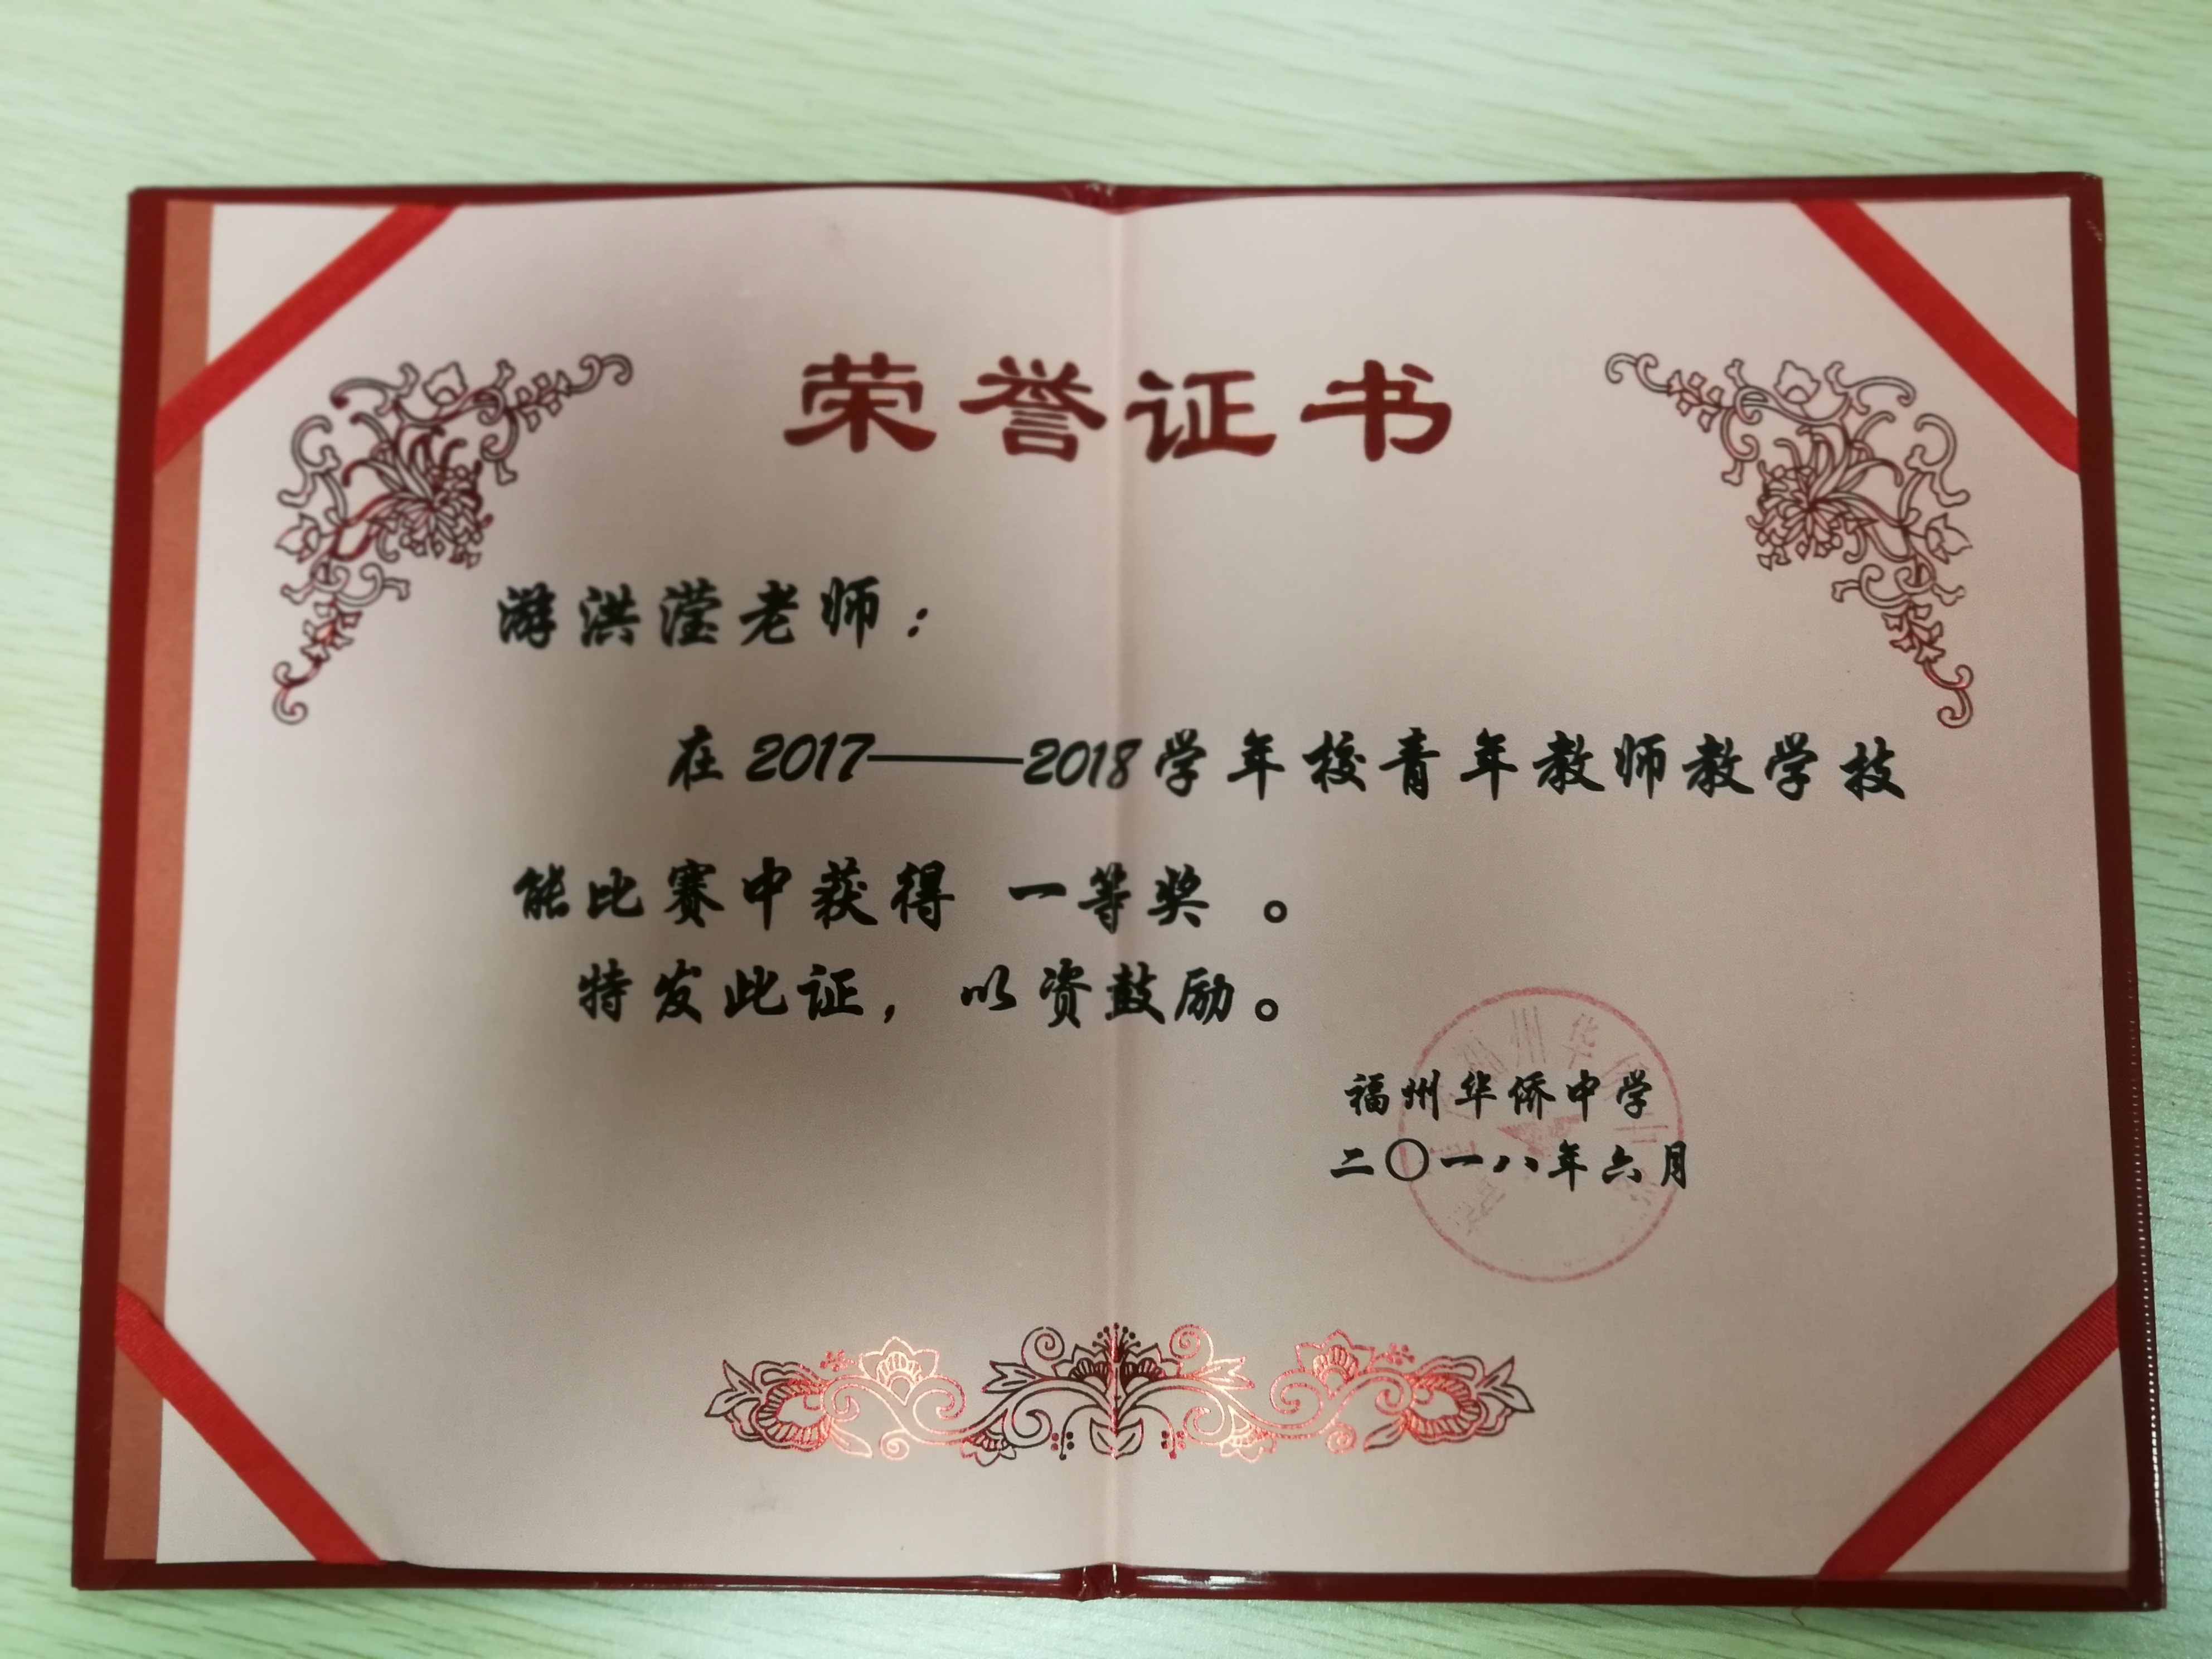 荣誉证书
游洪滢老师：
在2017——2018学年校青年教师教学技
能比赛中获得 一等奖 。
特发此证，以资鼓励。
福州华侨中学
二〇一八年六月